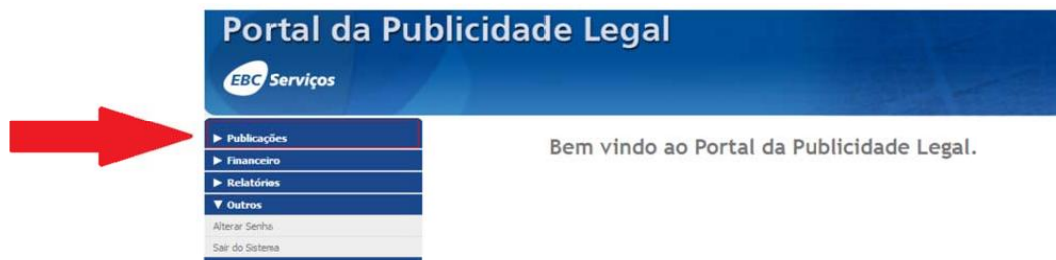 Portal da Publicidade Legal
EBC Serviços
▶ Publicações
▶ Financeiro
▶ Relatórios
▼ Outros
Alterar Senha
Sair do Sistema
Bem vindo ao Portal da Publicidade Legal.